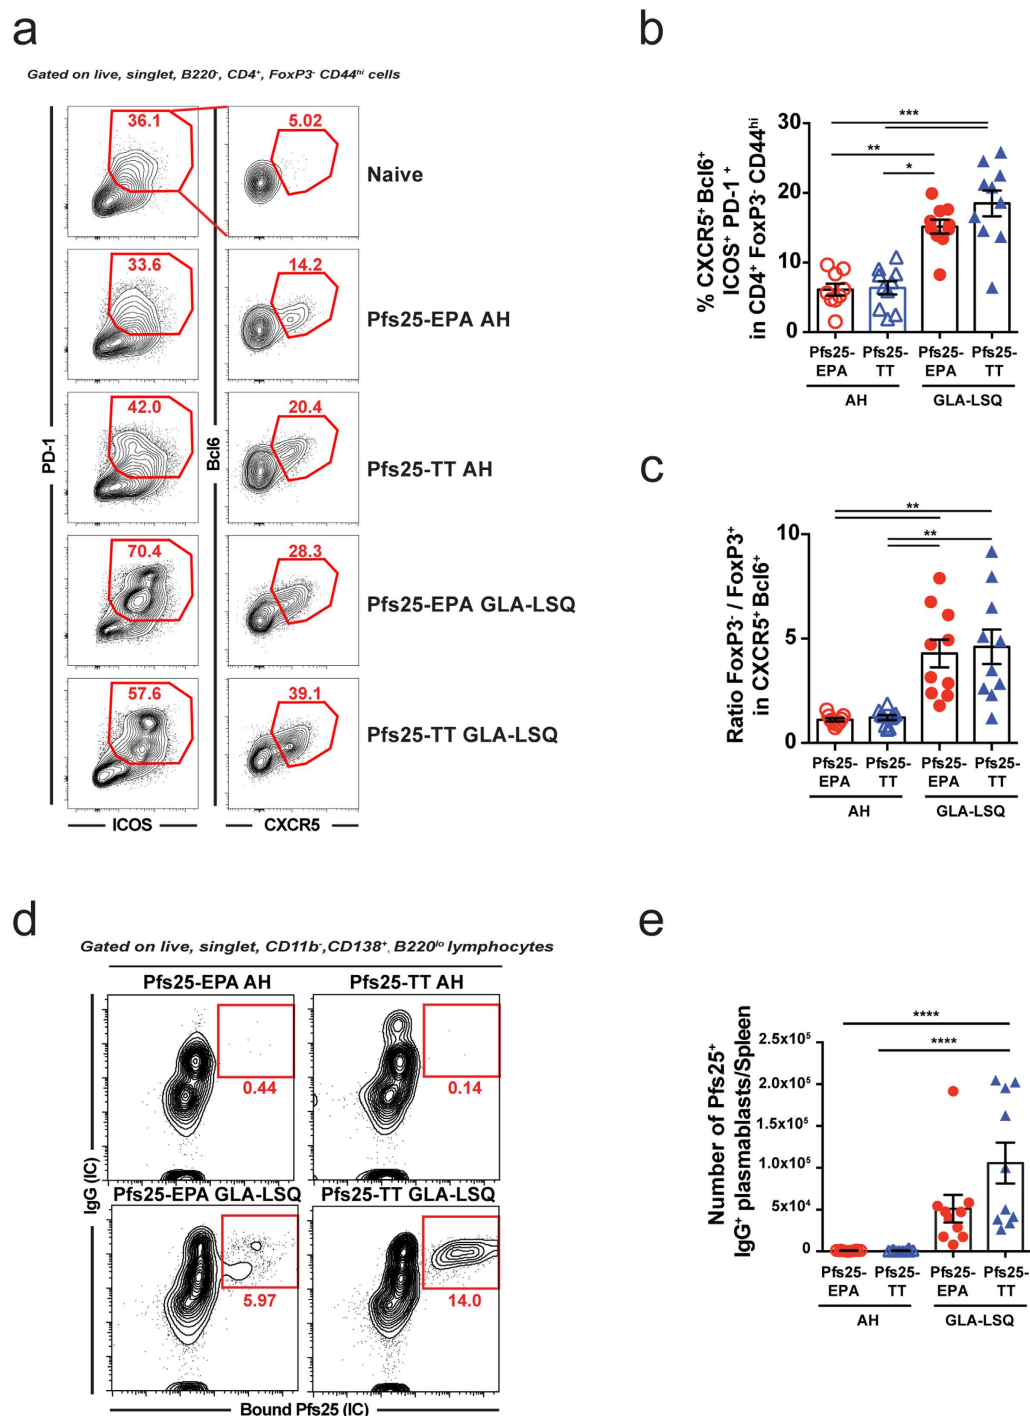 a
Gated on live, singlet, B220-, CD4+, FoxP3- CD44hi cells
36.1
5.02
Naive
33.6
14.2
Pfs25-EPA AH
42.0
20.4
Pfs25-TT AH
70.4
28.3
Pfs25-EPA GLA-LSQ
57.6
39.1
Pfs25-TT GLA-LSQ
PD-1
Bcl6
ICOS
CXCR5
b
% CXCR5+ Bcl6+
ICOS+ PD-1 +
in CD4+ FoxP3- CD44hi
30
20
10
0
***
**
*
Pfs25-
EPA
Pfs25-
TT
Pfs25-
EPA
Pfs25-
TT
AH
GLA-LSQ
c
Ratio FoxP3- / FoxP3+
in CXCR5+ Bcl6+
10
5
0
**
**
Pfs25-
EPA
Pfs25-
TT
Pfs25-
EPA
Pfs25-
TT
AH
GLA-LSQ
d
Gated on live, singlet, CD11b-,CD138+, B220lo lymphocytes
Pfs25-EPA AH
Pfs25-TT AH
0.44
0.14
Pfs25-EPA GLA-LSQ
Pfs25-TT GLA-LSQ
5.97
14.0
IgG (IC)
Bound Pfs25 (IC)
e
Number of Pfs25+
IgG+ plasmablasts/Spleen
2.5x10⁵
2.0x10⁵
1.5x10⁵
1.0x10⁵
5x10⁴
0
****
****
Pfs25-
EPA
Pfs25-
TT
Pfs25-
EPA
Pfs25-
TT
AH
GLA-LSQ